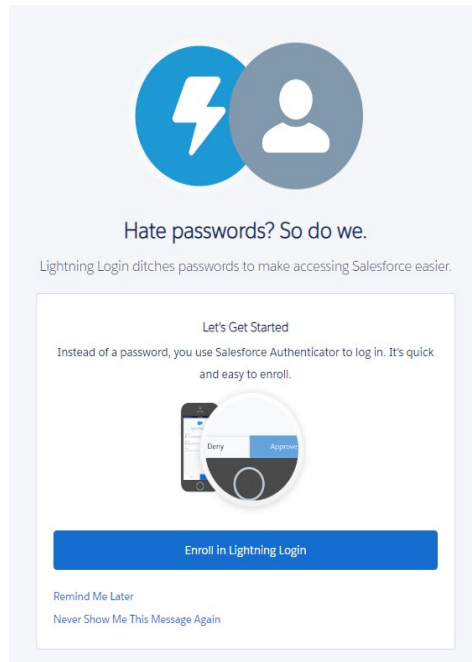 Hate passwords? So do we.
Lightning Login ditches passwords to make accessing Salesforce easier.
Let's Get Started
Instead of a password, you use Salesforce Authenticator to log in. It's quick
and easy to enroll.
Deny Approve
Enroll in Lightning Login
Remind Me Later
Never Show Me This Message Again